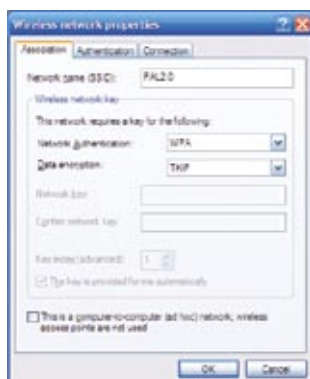 Wireless network properties
Association Authentication Connection
Network name (SSID): PAL2.0
Wireless network key
This network requires a key for the following:
Network Authentication: WPA
Data encryption: TKIP
Network key:
Confirm network key:
Key index (advanced): 1
The key is provided for me automatically
This is a computer-to-computer (ad hoc) network; wireless
access points are not used
OK Cancel